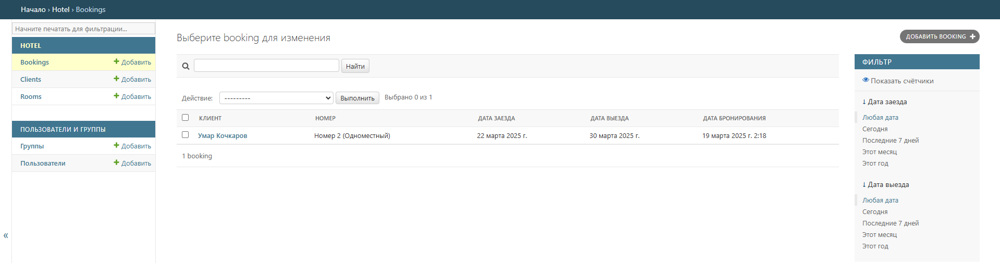 Начало › Hotel › Bookings
Начните печатать для фильтрации...
HOTEL
Bookings Добавить
Clients Добавить
Rooms Добавить
ПОЛЬЗОВАТЕЛИ И ГРУППЫ
Группы Добавить
Пользователи Добавить
«
Выберите booking для изменения
ДОБАВИТЬ BOOKING
Найти
Действие: --------- Выполнить Выбрано 0 из 1
КЛИЕНТ НОМЕР ДАТА ЗАЕЗДА ДАТА ВЫЕЗДА ДАТА БРОНИРОВАНИЯ
Умар Кочкаров Номер 2 (Одноместный) 22 марта 2025 г. 30 марта 2025 г. 19 марта 2025 г. 2:18
1 booking
ФИЛЬТР
Показать счётчики
↓ Дата заезда
Любая дата
Сегодня
Последние 7 дней
Этот месяц
Этот год
↓ Дата выезда
Любая дата
Сегодня
Последние 7 дней
Этот месяц
Этот год